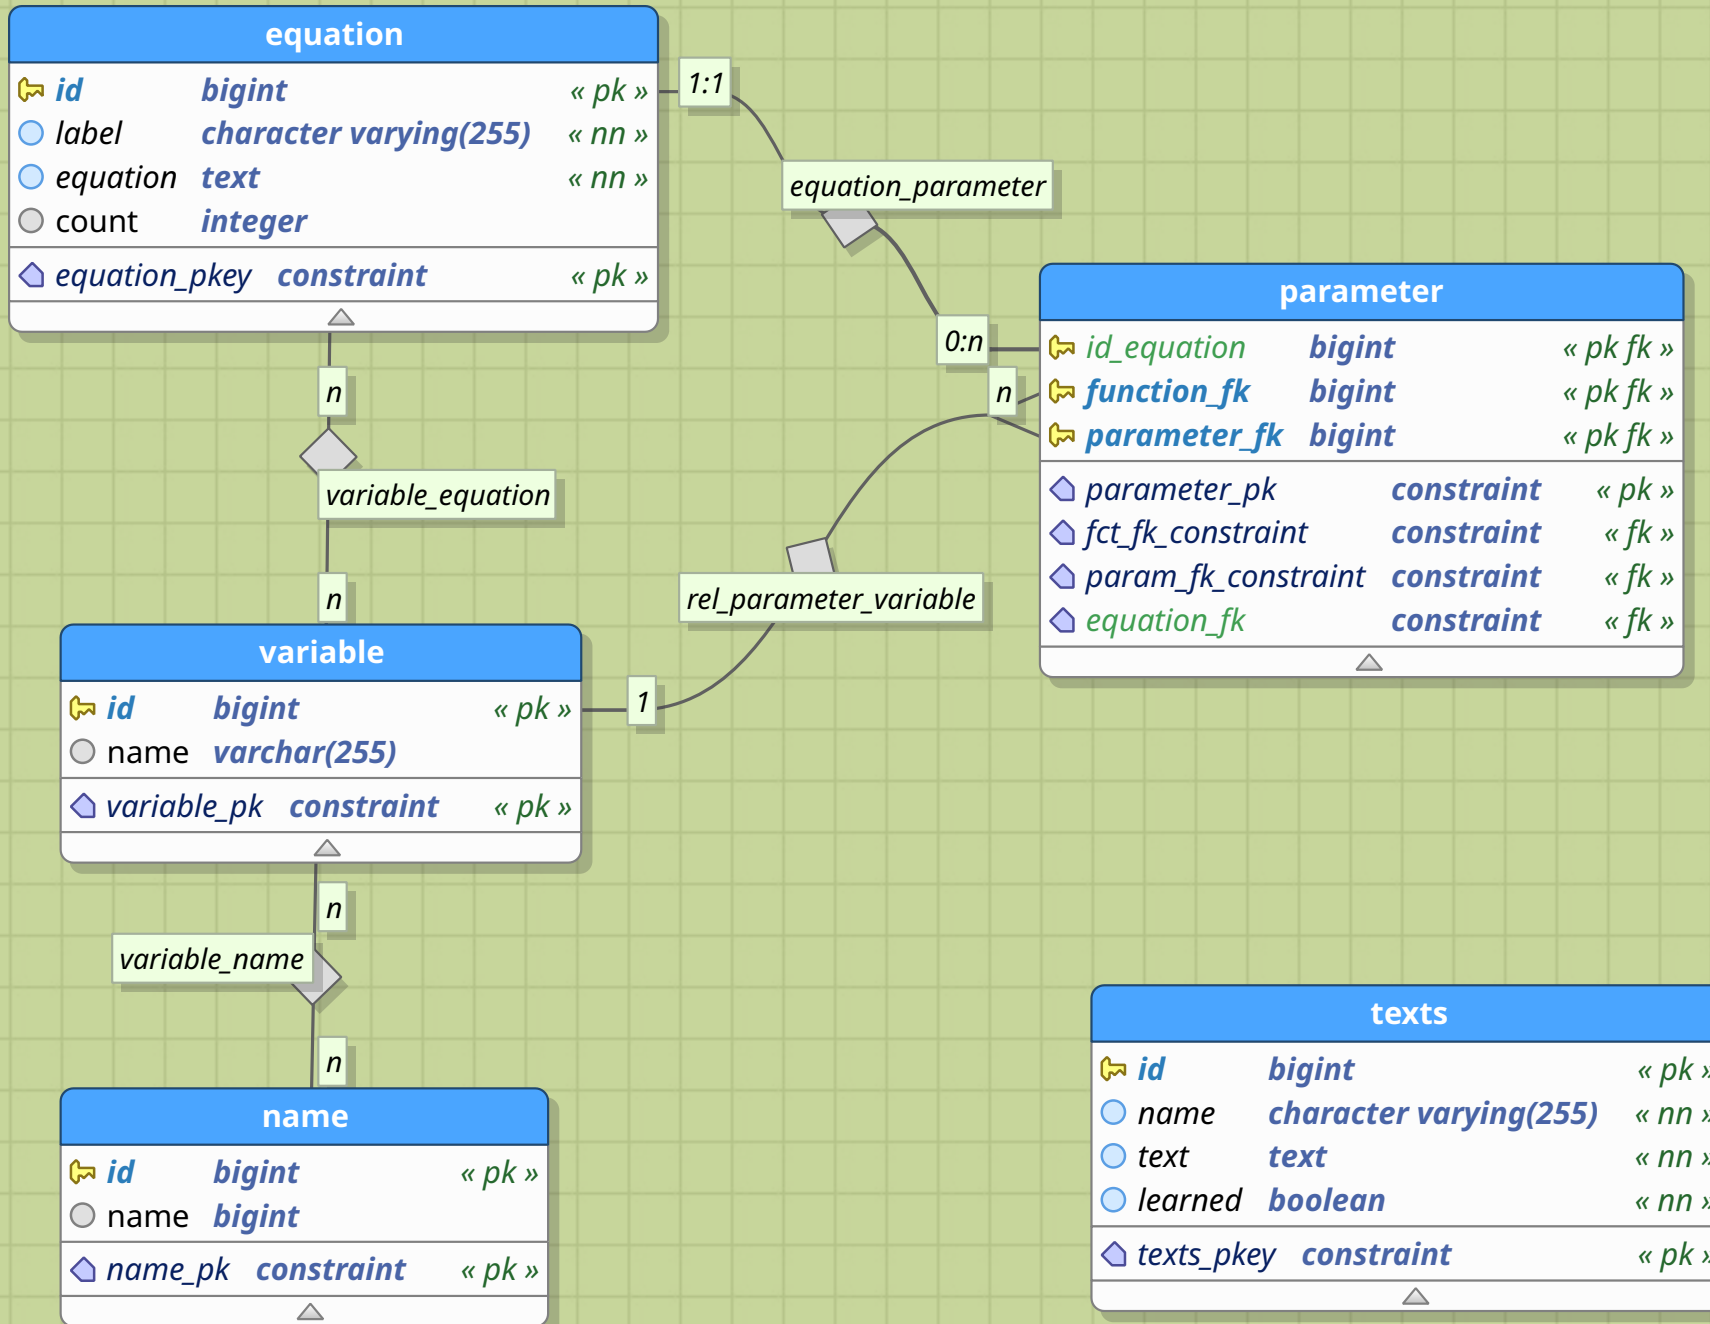 equation
id bigint « pk »
label character varying(255) « nn »
equation text « nn »
count integer
equation_pkey constraint « pk »
1:1
equation_parameter
0:n
n
parameter
id_equation bigint « pk fk »
function_fk bigint « pk fk »
parameter_fk bigint « pk fk »
parameter_pk constraint « pk »
fct_fk_constraint constraint « fk »
param_fk_constraint constraint « fk »
equation_fk constraint « fk »
n
variable_equation
n
rel_parameter_variable
1
variable
id bigint « pk »
name varchar(255)
variable_pk constraint « pk »
n
variable_name
n
name
id bigint « pk »
name bigint
name_pk constraint « pk »
texts
id bigint « pk »
name character varying(255) « nn »
text text « nn »
learned boolean « nn »
texts_pkey constraint « pk »